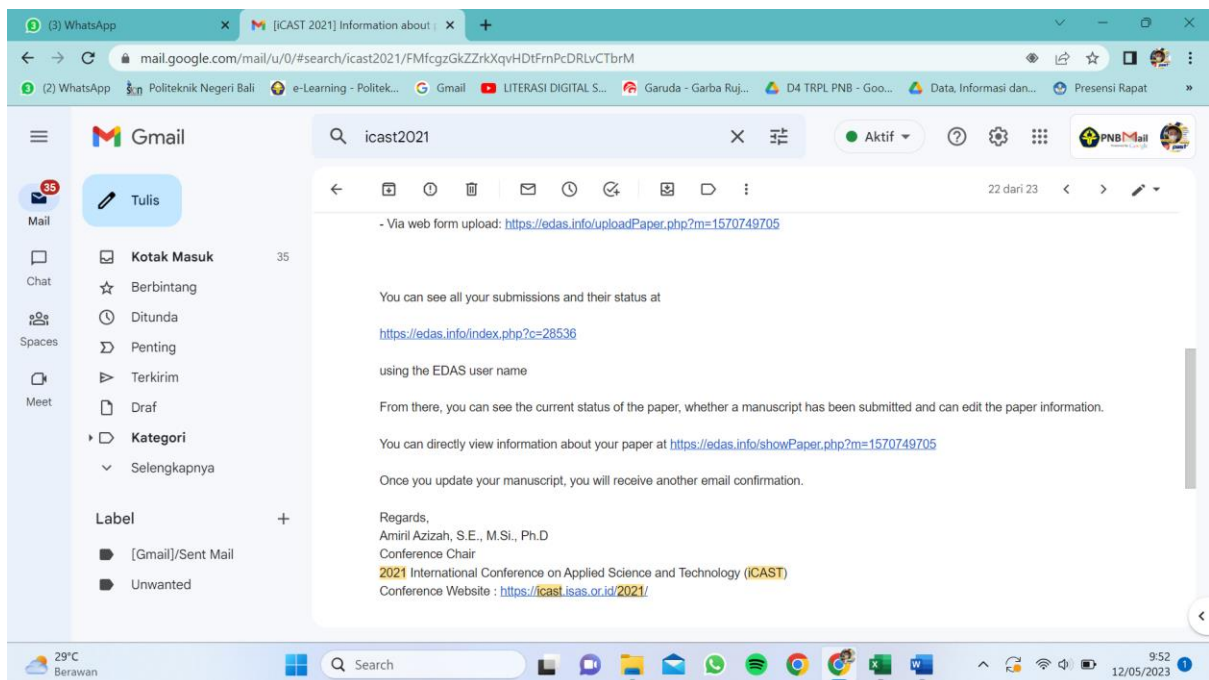 (3) WhatsApp
[iCAST 2021] Information about
mail.google.com/mail/u/0/#search/icast2021/FMfcgzGkZZrkXqvHDtFrnPcDRLvCTbrM
(2) WhatsApp Politeknik Negeri Bali e-Learning - Politek... Gmail LITERASI DIGITAL S... Garuda - Garba Ruj... D4 TRPL PNB - Goo... Data, Informasi dan... Presensi Rapat »
Gmail
icast2021
Aktif
PNBMail
35
Mail
Chat
Spaces
Meet
Tulis
Kotak Masuk 35
Berbintang
Ditunda
Penting
Terkirim
Draf
Kategori
Selengkapnya
Label
[Gmail]/Sent Mail
Unwanted
22 dari 23
- Via web form upload: https://edas.info/uploadPaper.php?m=1570749705
You can see all your submissions and their status at
https://edas.info/index.php?c=28536
using the EDAS user name
From there, you can see the current status of the paper, whether a manuscript has been submitted and can edit the paper information.
You can directly view information about your paper at https://edas.info/showPaper.php?m=1570749705
Once you update your manuscript, you will receive another email confirmation.
Regards,
Amiril Azizah, S.E., M.Si., Ph.D
Conference Chair
2021 International Conference on Applied Science and Technology (iCAST)
Conference Website : https://icast.isas.or.id/2021/
29°C
Berawan
Search
9:52
12/05/2023
1